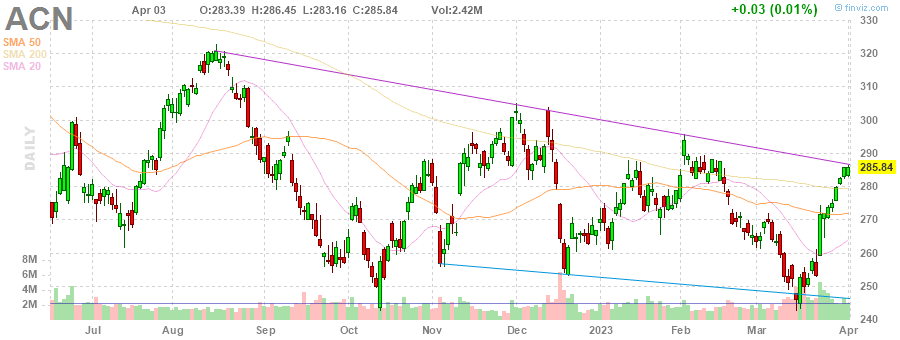 ACN Apr 03 O:283.39 H:286.45 L:283.16 C:285.84 Vol:2.42M +0.03 (0.01%) finviz.com
SMA 50
SMA 200
SMA 20
DAILY
330
320
310
300
290
285.84
280
270
260
250
240
8M
6M
4M
2M
Jul Aug Sep Oct Nov Dec 2023 Feb Mar Apr